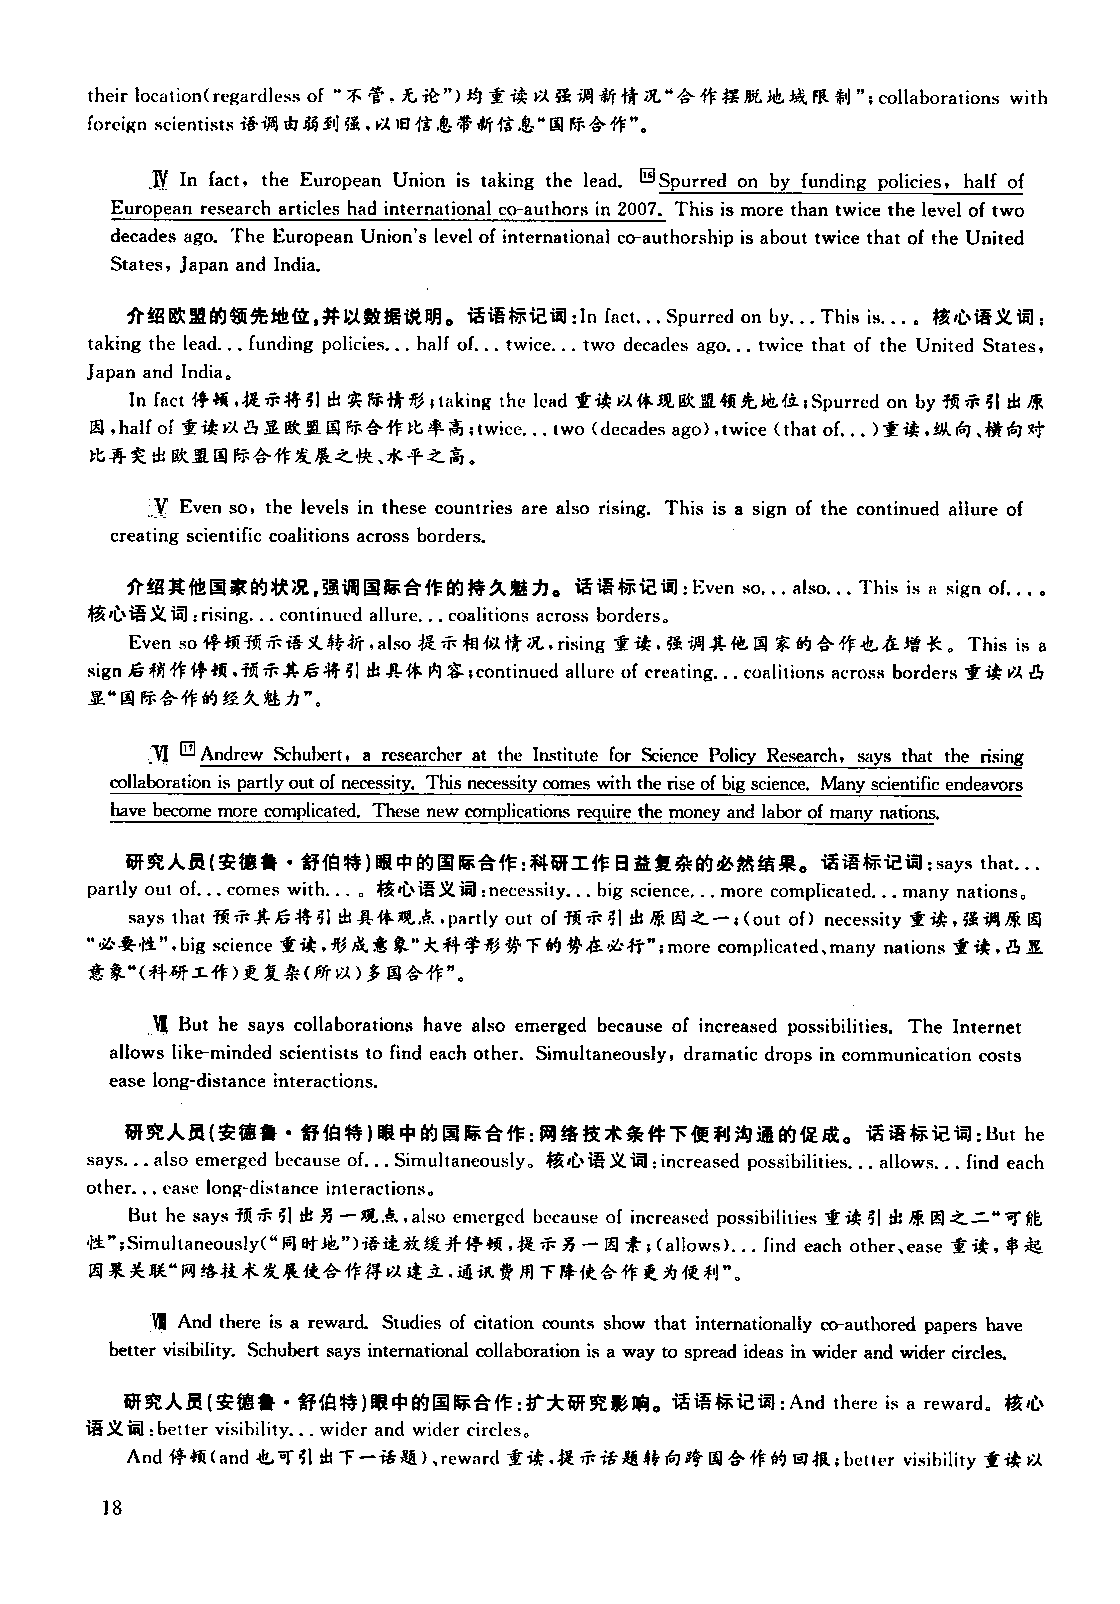 their location(regardless of “不管，无论”)均重读以强调新情况“合作摆脱地域限制”；collaborations with
foreign scientists 语调由弱到强，以旧信息带新信息“国际合作”。
Ⅳ In fact, the European Union is taking the lead. [16]Spurred on by funding policies, half of
European research articles had international co-authors in 2007. This is more than twice the level of two
decades ago. The European Union's level of international co-authorship is about twice that of the United
States, Japan and India.
介绍欧盟的领先地位，并以数据说明。话语标记词：In fact... Spurred on by... This is...。核心语义词：
taking the lead... funding policies... half of... twice... two decades ago... twice that of the United States,
Japan and India。
In fact 停顿，提示将引出实际情形；taking the lead 重读以体现欧盟领先地位；Spurred on by 预示引出原
因，half of 重读以凸显欧盟国际合作比率高；twice... two (decades ago)，twice (that of...)重读，纵向、横向对
比再突出欧盟国际合作发展之快、水平之高。
Ⅴ Even so, the levels in these countries are also rising. This is a sign of the continued allure of
creating scientific coalitions across borders.
介绍其他国家的状况，强调国际合作的持久魅力。话语标记词：Even so... also... This is a sign of...。
核心语义词：rising... continued allure... coalitions across borders。
Even so 停顿预示语义转折，also 提示相似情况，rising 重读，强调其他国家的合作也在增长。This is a
sign 后稍作停顿，预示其后将引出具体内容；continued allure of creating... coalitions across borders 重读以凸
显“国际合作的经久魅力”。
Ⅵ [17] Andrew Schubert, a researcher at the Institute for Science Policy Research, says that the rising
collaboration is partly out of necessity. This necessity comes with the rise of big science. Many scientific endeavors
have become more complicated. These new complications require the money and labor of many nations.
研究人员(安德鲁·舒伯特)眼中的国际合作：科研工作日益复杂的必然结果。话语标记词：says that...
partly out of... comes with...。核心语义词：necessity... big science... more complicated... many nations。
says that 预示其后将引出具体观点，partly out of 预示引出原因之一；(out of) necessity 重读，强调原因
“必要性”，big science 重读，形成意象“大科学形势下的势在必行”；more complicated、many nations 重读，凸显
意象“(科研工作)更复杂(所以)多国合作”。
Ⅶ But he says collaborations have also emerged because of increased possibilities. The Internet
allows like-minded scientists to find each other. Simultaneously, dramatic drops in communication costs
ease long-distance interactions.
研究人员(安德鲁·舒伯特)眼中的国际合作：网络技术条件下便利沟通的促成。话语标记词：But he
says... also emerged because of... Simultaneously。核心语义词：increased possibilities... allows... find each
other... ease long-distance interactions。
But he says 预示引出另一观点，also emerged because of increased possibilities 重读引出原因之二“可能
性”；Simultaneously(“同时地”)语速放缓并停顿，提示另一因素；(allows)... find each other、ease 重读，串起
因果关联“网络技术发展使合作得以建立，通讯费用下降使合作更为便利”。
Ⅷ And there is a reward. Studies of citation counts show that internationally co-authored papers have
better visibility. Schubert says international collaboration is a way to spread ideas in wider and wider circles.
研究人员(安德鲁·舒伯特)眼中的国际合作：扩大研究影响。话语标记词：And there is a reward。核心
语义词：better visibility... wider and wider circles。
And 停顿(and 也可引出下一话题)、reward 重读，提示话题转向跨国合作的回报；better visibility 重读以
18